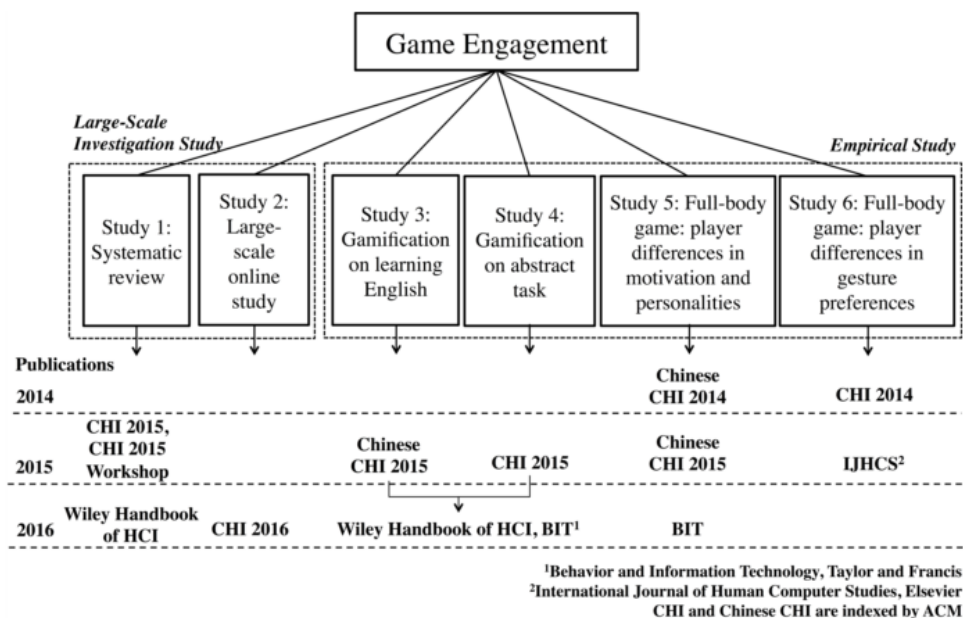 Game Engagement
Large-Scale
Investigation Study
Empirical Study
Study 1:
Systematic
review
Study 2:
Large-
scale
online
study
Study 3:
Gamification
on learning
English
Study 4:
Gamification
on abstract
task
Study 5: Full-body
game: player
differences in
motivation and
personalities
Study 6: Full-body
game: player
differences in
gesture
preferences
Publications
2014
Chinese
CHI 2014
CHI 2014
2015
CHI 2015,
CHI 2015
Workshop
Chinese
CHI 2015
CHI 2015
Chinese
CHI 2015
IJHCS²
2016
Wiley Handbook
of HCI
CHI 2016
Wiley Handbook of HCI, BIT¹
BIT
¹Behavior and Information Technology, Taylor and Francis
²International Journal of Human Computer Studies, Elsevier
CHI and Chinese CHI are indexed by ACM